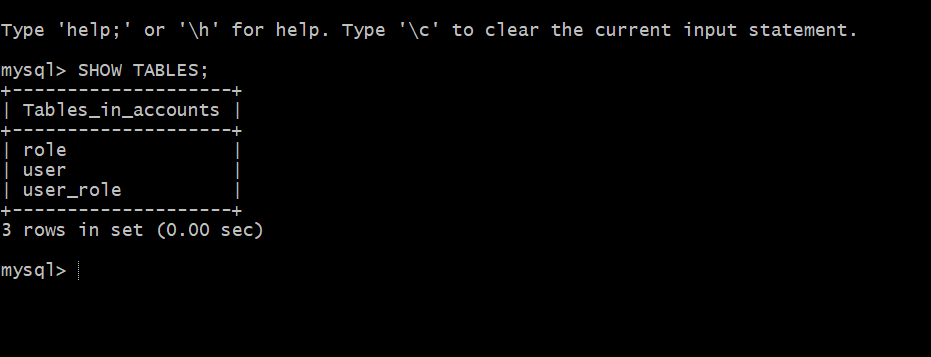 Type 'help;' or '\h' for help. Type '\c' to clear the current input statement.
mysql> SHOW TABLES;
+--------------------+
| Tables_in_accounts |
+--------------------+
| role               |
| user               |
| user_role          |
+--------------------+
3 rows in set (0.00 sec)
mysql>